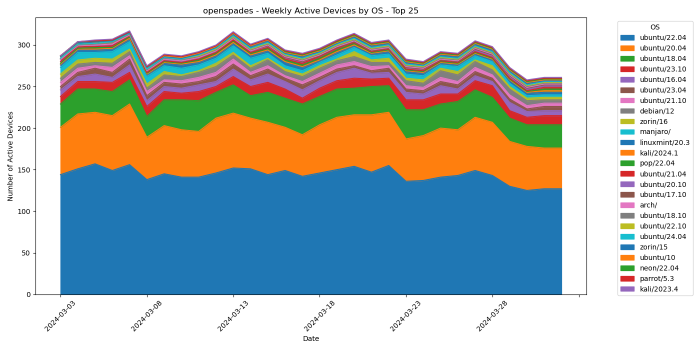 openspades - Weekly Active Devices by OS - Top 25
Number of Active Devices
300
250
200
150
100
50
0
2024-03-03
2024-03-08
2024-03-13
2024-03-18
2024-03-23
2024-03-28
Date
OS
ubuntu/22.04
ubuntu/20.04
ubuntu/18.04
ubuntu/23.10
ubuntu/16.04
ubuntu/23.04
ubuntu/21.10
debian/12
zorin/16
manjaro/
linuxmint/20.3
kali/2024.1
pop/22.04
ubuntu/21.04
ubuntu/20.10
ubuntu/17.10
arch/
ubuntu/18.10
ubuntu/22.10
ubuntu/24.04
zorin/15
ubuntu/10
neon/22.04
parrot/5.3
kali/2023.4